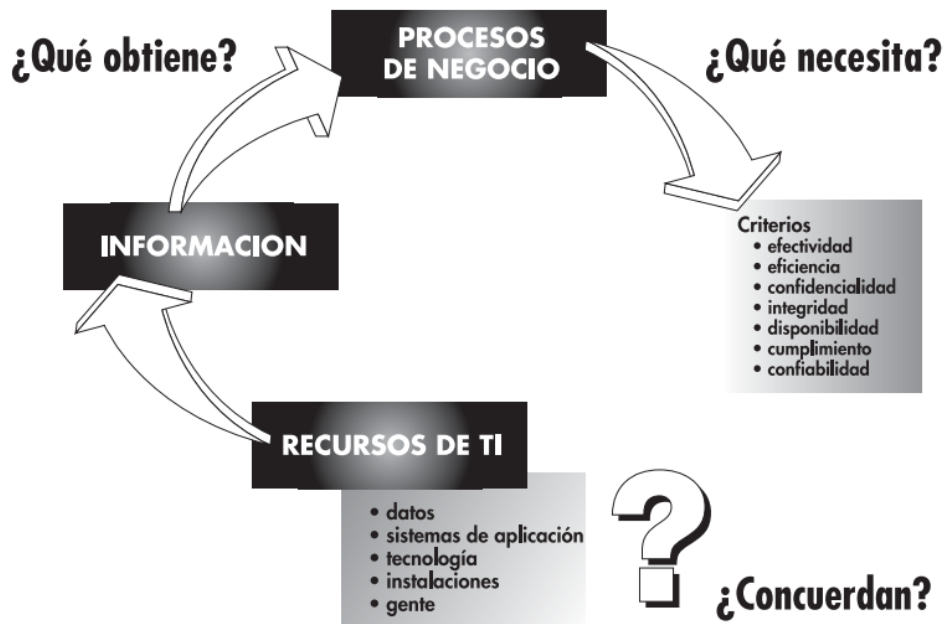 ¿Qué obtiene?
PROCESOS
DE NEGOCIO
¿Qué necesita?
INFORMACION
Criterios
• efectividad
• eficiencia
• confidencialidad
• integridad
• disponibilidad
• cumplimiento
• confiabilidad
RECURSOS DE TI
• datos
• sistemas de aplicación
• tecnología
• instalaciones
• gente
?
¿Concuerdan?